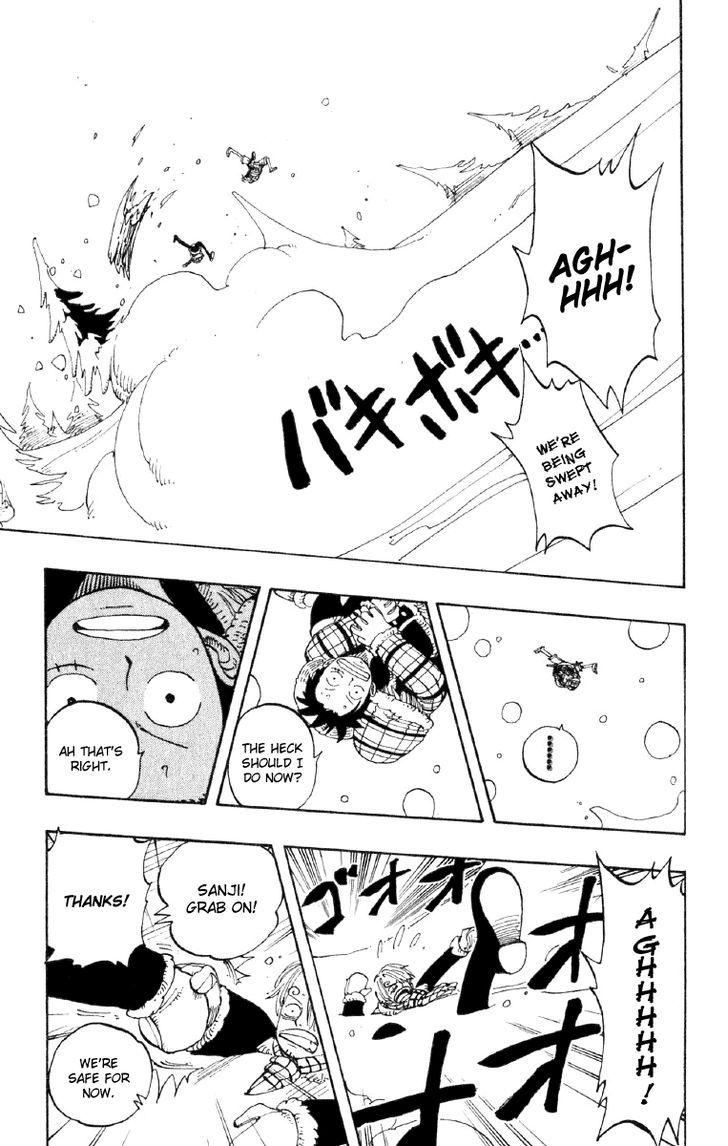 AGH-
HHH!
バキボキ…
WE'RE
BEING
SWEPT
AWAY!
......
THE HECK
SHOULD I
DO NOW?
AH THAT'S
RIGHT.
AGHHHHH!
ゴオオオオオ
SANJI!
GRAB ON!
THANKS!
WE'RE
SAFE FOR
NOW.